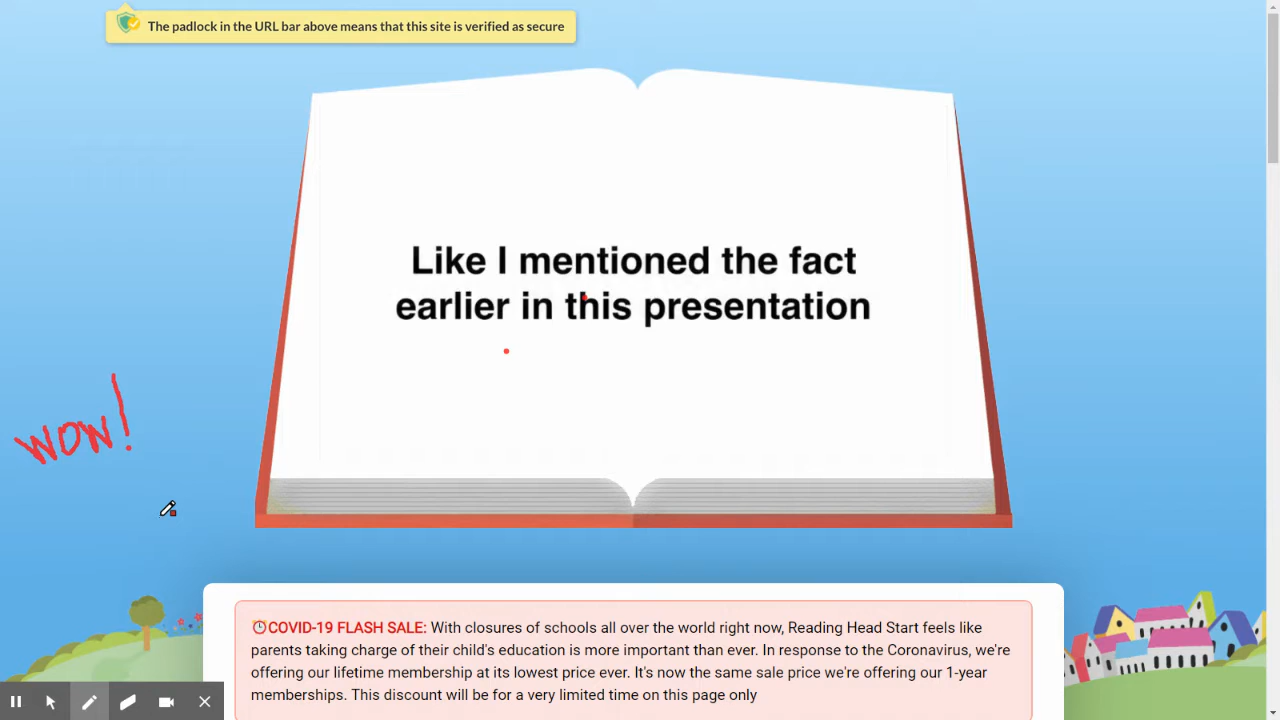 The padlock in the URL bar above means that this site is verified as secure
Like I mentioned the fact
earlier in this presentation
WOW!
COVID-19 FLASH SALE: With closures of schools all over the world right now, Reading Head Start feels like
parents taking charge of their child's education is more important than ever. In response to the Coronavirus, we're
offering our lifetime membership at its lowest price ever. It's now the same sale price we're offering our 1-year
memberships. This discount will be for a very limited time on this page only